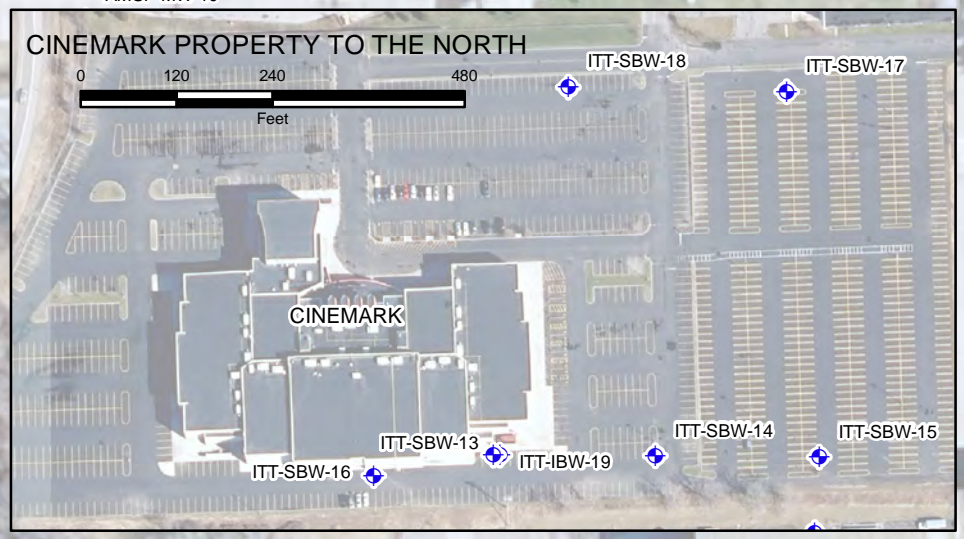 CINEMARK PROPERTY TO THE NORTH
0 120 240 480
Feet
ITT-SBW-18
ITT-SBW-17
CINEMARK
ITT-SBW-13
ITT-SBW-14
ITT-SBW-15
ITT-IBW-19
ITT-SBW-16